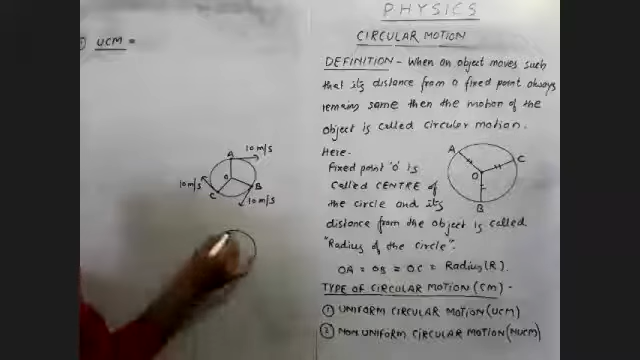 UCM =
A
10 m/s
O
B
10 m/s
C
10 m/s
PHYSICS
CIRCULAR MOTION
DEFINITION - When an object moves such
that its distance from a fixed point always
remains same then the motion of the
object is called circular motion.
Here-
Fixed point 'O' is
called CENTRE of
the circle and its
distance from the object is called
"Radius of the circle".
A
C
O
B
OA = OB = OC = Radius(R).
TYPE OF CIRCULAR MOTION (CM) -
① UNIFORM CIRCULAR MOTION (UCM)
② NON UNIFORM CIRCULAR MOTION (NUCM)